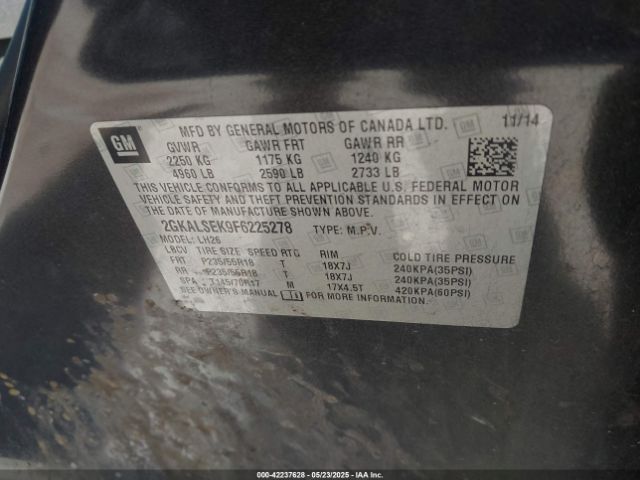 GM
MFD BY GENERAL MOTORS OF CANADA LTD. 11/14
GVWR GAWR FRT GAWR RR
2250 KG 1175 KG 1240 KG
4960 LB 2590 LB 2733 LB
THIS VEHICLE CONFORMS TO ALL APPLICABLE U.S. FEDERAL MOTOR
VEHICLE SAFETY AND THEFT PREVENTION STANDARDS IN EFFECT ON
THE DATE OF MANUFACTURE SHOWN ABOVE.
2GKALSEK9F6225278 TYPE: M.P.V.
MODEL: LH26
LBCV TIRE SIZE SPEED RTG RIM COLD TIRE PRESSURE
FRT P235/55R18 T 18X7J 240KPA(35PSI)
RR P235/55R18 T 18X7J 240KPA(35PSI)
SPA T145/70R17 M 17X4.5T 420KPA(60PSI)
SEE OWNER'S MANUAL FOR MORE INFORMATION.
000-42237628 - 05/23/2025 - IAAI.COM